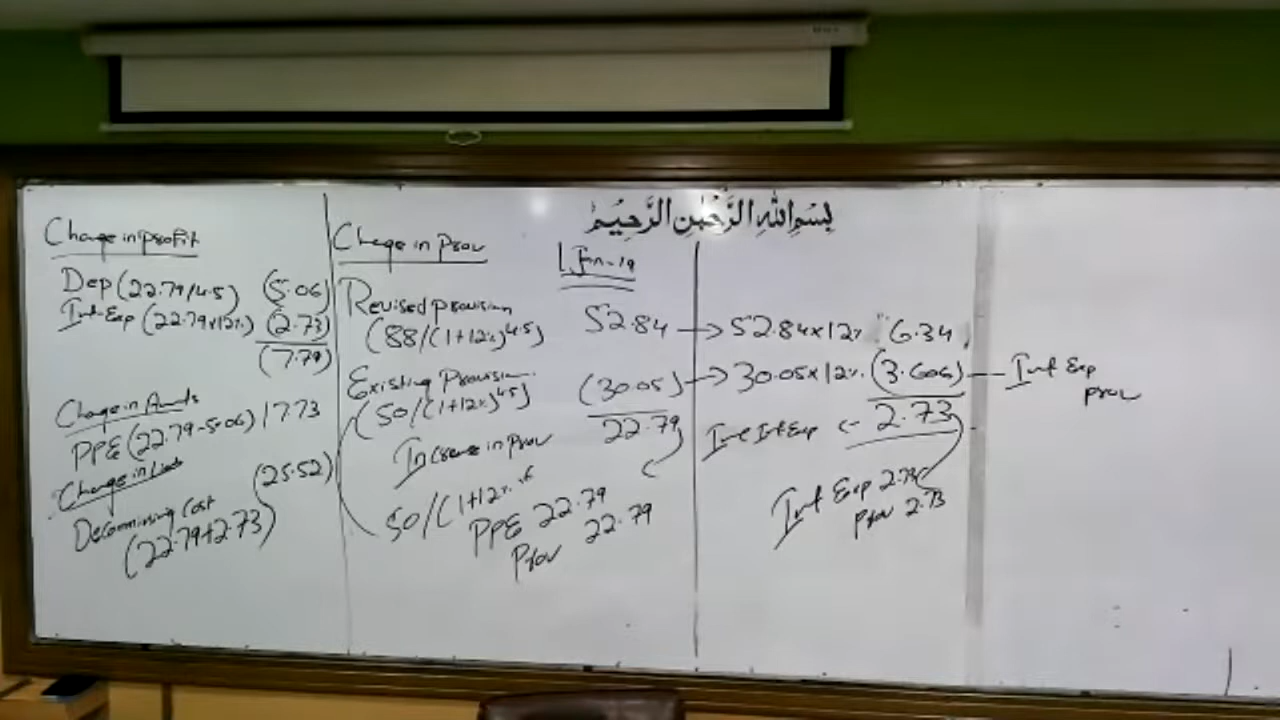 بِسْمِ اللهِ الرَّحْمٰنِ الرَّحِيْمِ
Change in profit
Dep (22.79/4.5) (5.06)
Int Exp (22.79x12%) (2.73)
(7.79)
Change in Assets
PPE (22.79-5.06) 17.73
Change in Liab
(25.52)
Decommissing Cost
(22.79+2.73)
Change in Prov
1-Jan-19
Revised provision
(88/(1+12%)^4.5) 52.84
Existing Provision
(50/(1+12%)^4.5) (30.05)
Increase in Prov 22.79
50/(1+12%)
PPE 22.79
Prov 22.79
→ 52.84x12% 6.34
→ 30.05x12% (3.606) — Int Exp
Prov
Int Exp ← 2.73
Int Exp 2.73
Prov 2.73